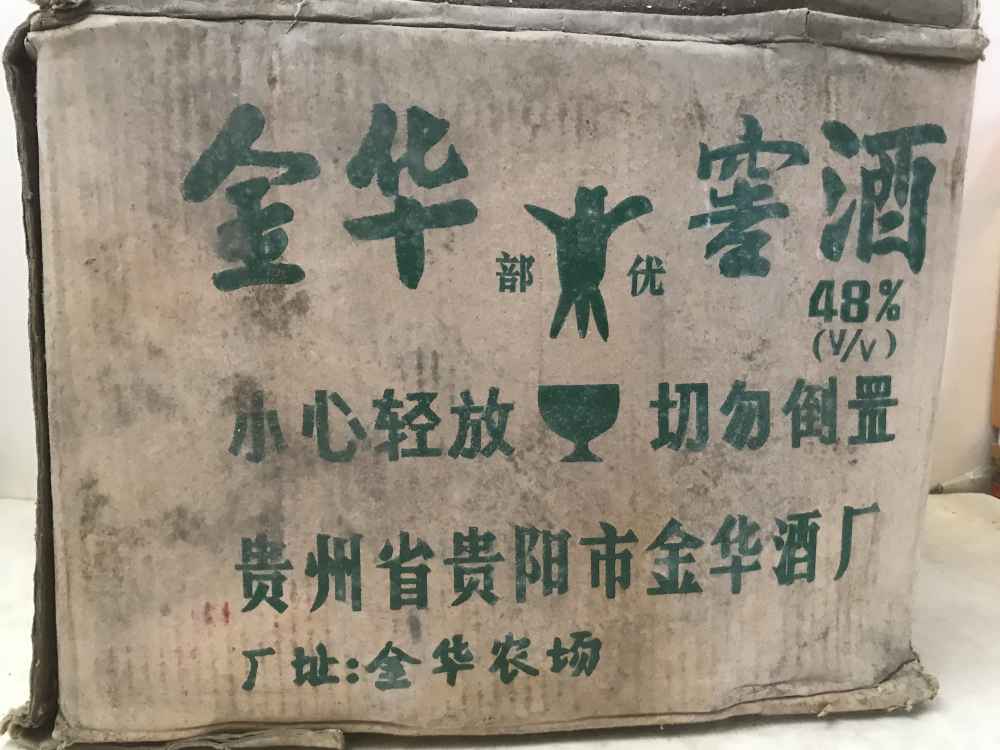 金华 窖酒
部 优
48%
(V/V)
小心轻放 切勿倒置
贵州省贵阳市金华酒厂
厂址:金华农场